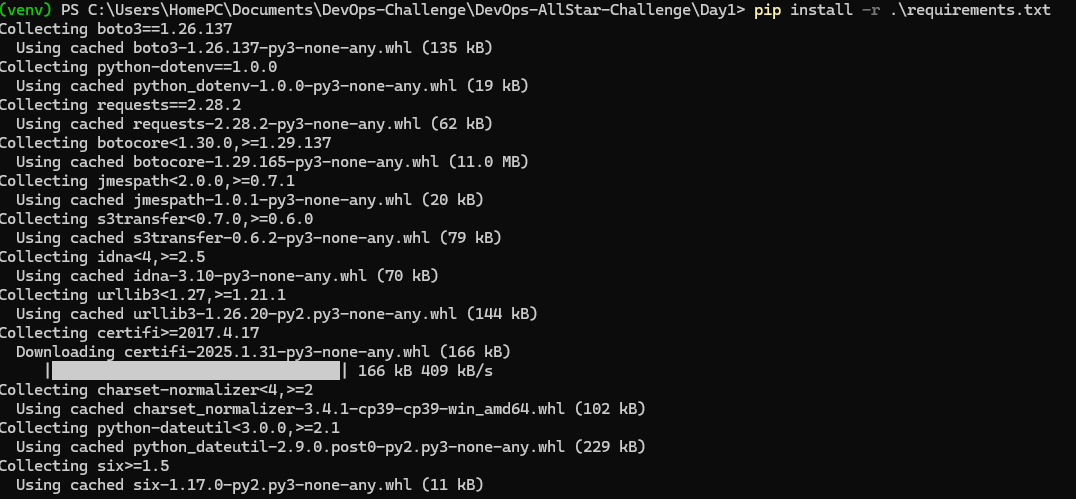 (venv) PS C:\Users\HomePC\Documents\DevOps-Challenge\DevOps-AllStar-Challenge\Day1> pip install -r .\requirements.txt
Collecting boto3==1.26.137
  Using cached boto3-1.26.137-py3-none-any.whl (135 kB)
Collecting python-dotenv==1.0.0
  Using cached python_dotenv-1.0.0-py3-none-any.whl (19 kB)
Collecting requests==2.28.2
  Using cached requests-2.28.2-py3-none-any.whl (62 kB)
Collecting botocore<1.30.0,>=1.29.137
  Using cached botocore-1.29.165-py3-none-any.whl (11.0 MB)
Collecting jmespath<2.0.0,>=0.7.1
  Using cached jmespath-1.0.1-py3-none-any.whl (20 kB)
Collecting s3transfer<0.7.0,>=0.6.0
  Using cached s3transfer-0.6.2-py3-none-any.whl (79 kB)
Collecting idna<4,>=2.5
  Using cached idna-3.10-py3-none-any.whl (70 kB)
Collecting urllib3<1.27,>=1.21.1
  Using cached urllib3-1.26.20-py2.py3-none-any.whl (144 kB)
Collecting certifi>=2017.4.17
  Downloading certifi-2025.1.31-py3-none-any.whl (166 kB)
     |████████████████████████████████| 166 kB 409 kB/s
Collecting charset-normalizer<4,>=2
  Using cached charset_normalizer-3.4.1-cp39-cp39-win_amd64.whl (102 kB)
Collecting python-dateutil<3.0.0,>=2.1
  Using cached python_dateutil-2.9.0.post0-py2.py3-none-any.whl (229 kB)
Collecting six>=1.5
  Using cached six-1.17.0-py2.py3-none-any.whl (11 kB)